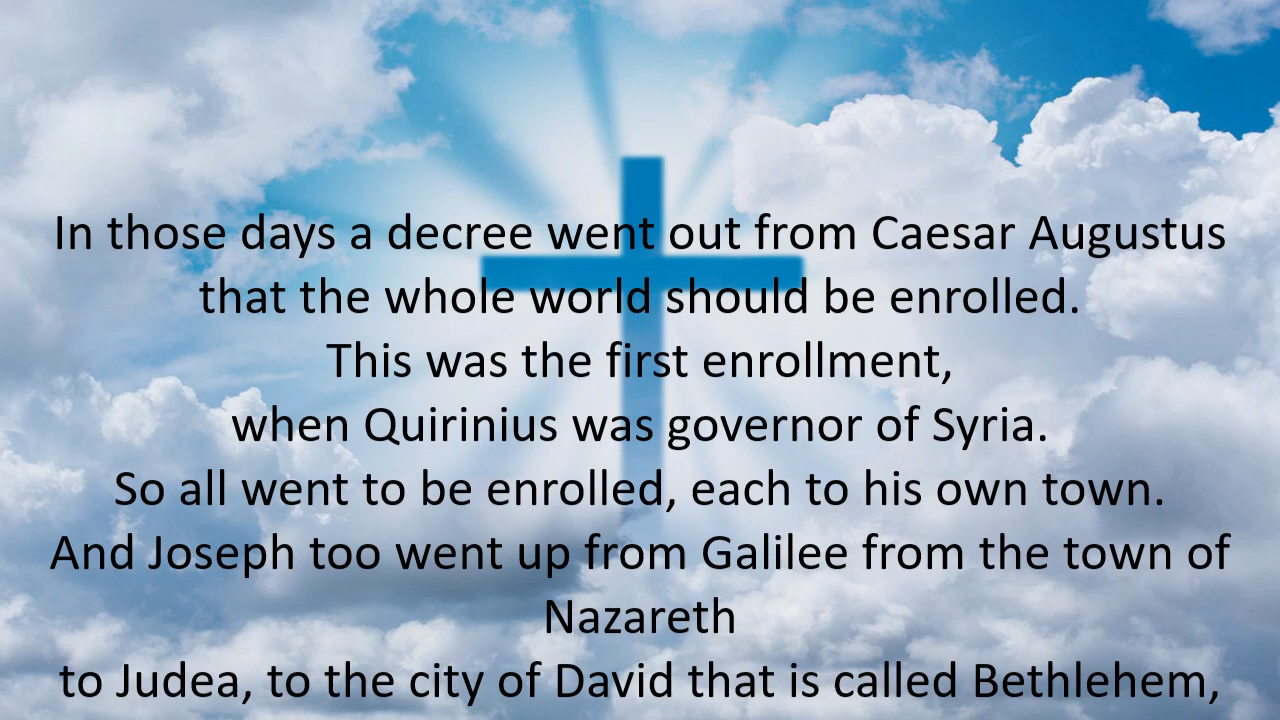 In those days a decree went out from Caesar Augustus
that the whole world should be enrolled.
This was the first enrollment,
when Quirinius was governor of Syria.
So all went to be enrolled, each to his own town.
And Joseph too went up from Galilee from the town of
Nazareth
to Judea, to the city of David that is called Bethlehem,